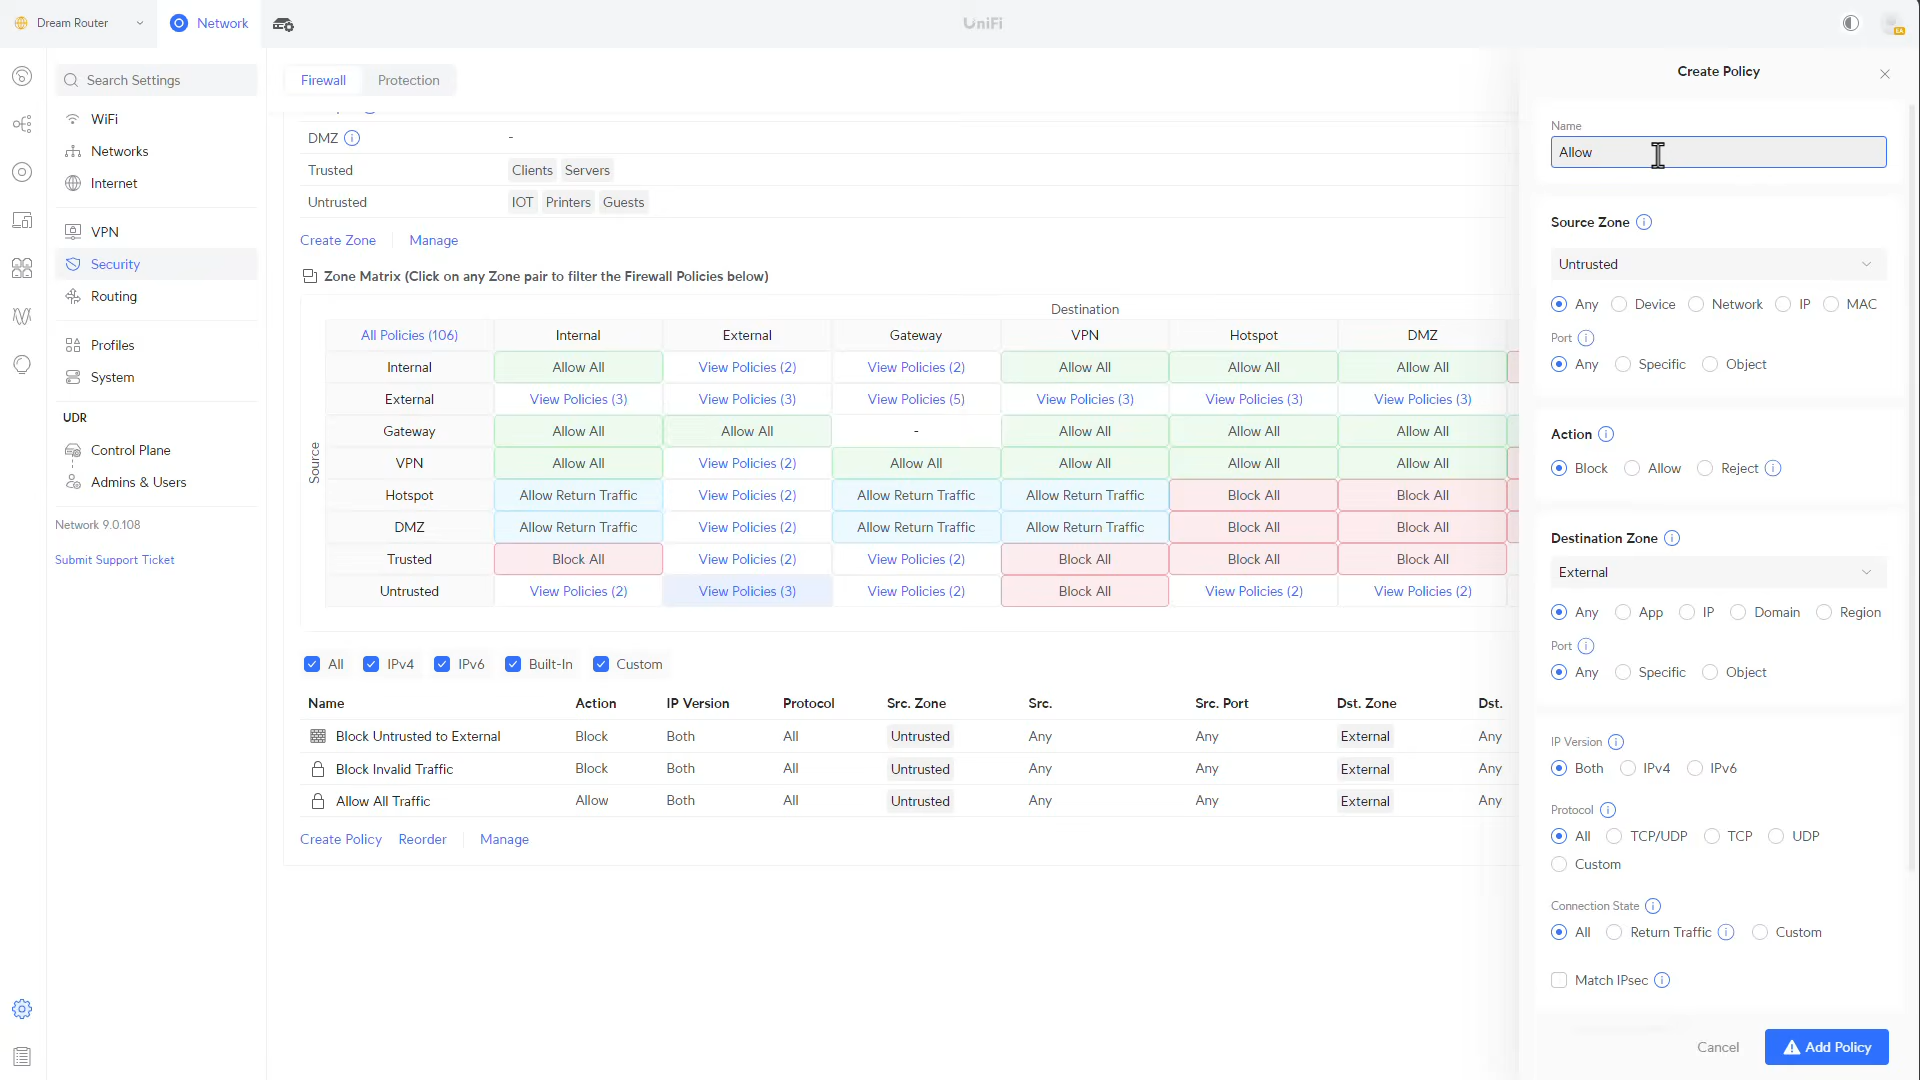 Dream Router
Network
UniFi
EA
Search Settings
WiFi
Networks
Internet
VPN
Security
Routing
Profiles
System
UDR
Control Plane
Admins & Users
Network 9.0.108
Submit Support Ticket
Firewall Protection
DMZ -
Trusted Clients Servers
Untrusted IOT Printers Guests
Create Zone Manage
Zone Matrix (Click on any Zone pair to filter the Firewall Policies below)
Destination
Source
All Policies (106) Internal External Gateway VPN Hotspot DMZ
Internal Allow All View Policies (2) View Policies (2) Allow All Allow All Allow All
External View Policies (3) View Policies (3) View Policies (5) View Policies (3) View Policies (3) View Policies (3)
Gateway Allow All Allow All - Allow All Allow All Allow All
VPN Allow All View Policies (2) Allow All Allow All Allow All Allow All
Hotspot Allow Return Traffic View Policies (2) Allow Return Traffic Allow Return Traffic Block All Block All
DMZ Allow Return Traffic View Policies (2) Allow Return Traffic Allow Return Traffic Block All Block All
Trusted Block All View Policies (2) View Policies (2) Block All Block All Block All
Untrusted View Policies (2) View Policies (3) View Policies (2) Block All View Policies (2) View Policies (2)
All IPv4 IPv6 Built-In Custom
Name Action IP Version Protocol Src. Zone Src. Src. Port Dst. Zone Dst.
Block Untrusted to External Block Both All Untrusted Any Any External Any
Block Invalid Traffic Block Both All Untrusted Any Any External Any
Allow All Traffic Allow Both All Untrusted Any Any External Any
Create Policy Reorder Manage
Create Policy
Name
Allow
Source Zone
Untrusted
Any Device Network IP MAC
Port
Any Specific Object
Action
Block Allow Reject
Destination Zone
External
Any App IP Domain Region
Port
Any Specific Object
IP Version
Both IPv4 IPv6
Protocol
All TCP/UDP TCP UDP
Custom
Connection State
All Return Traffic Custom
Match IPsec
Cancel Add Policy